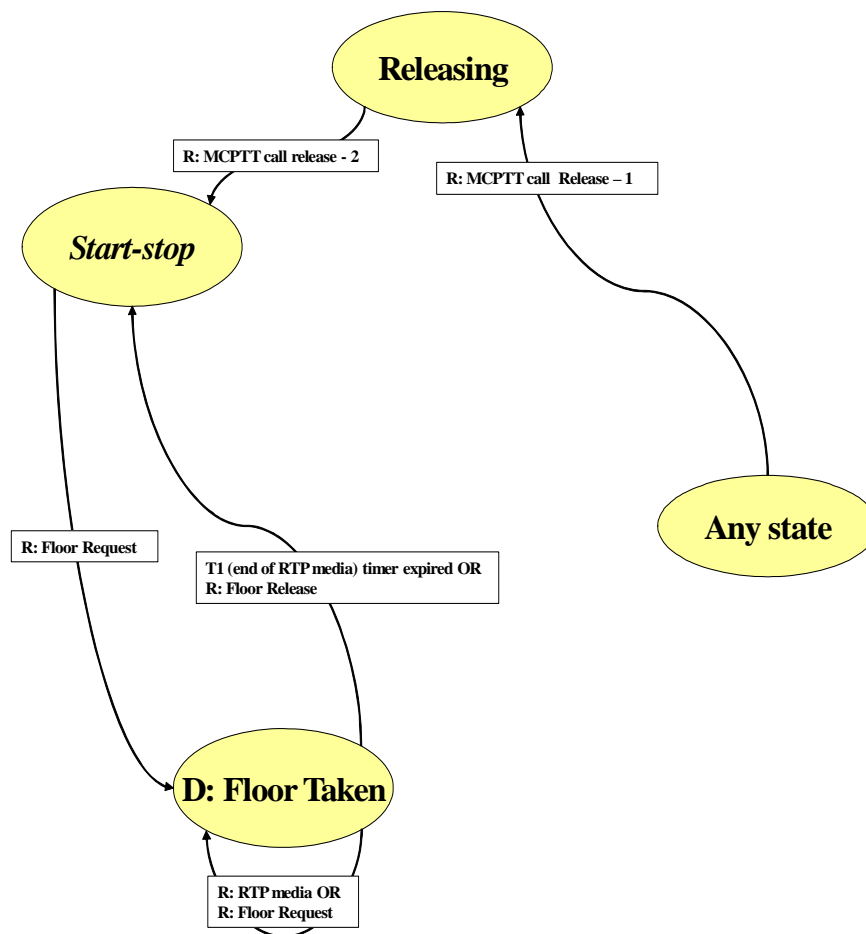 Releasing
R: MCPTT call release - 2
R: MCPTT call Release – 1
Start-stop
Any state
R: Floor Request
T1 (end of RTP media) timer expired OR
R: Floor Release
D: Floor Taken
R: RTP media OR
R: Floor Request